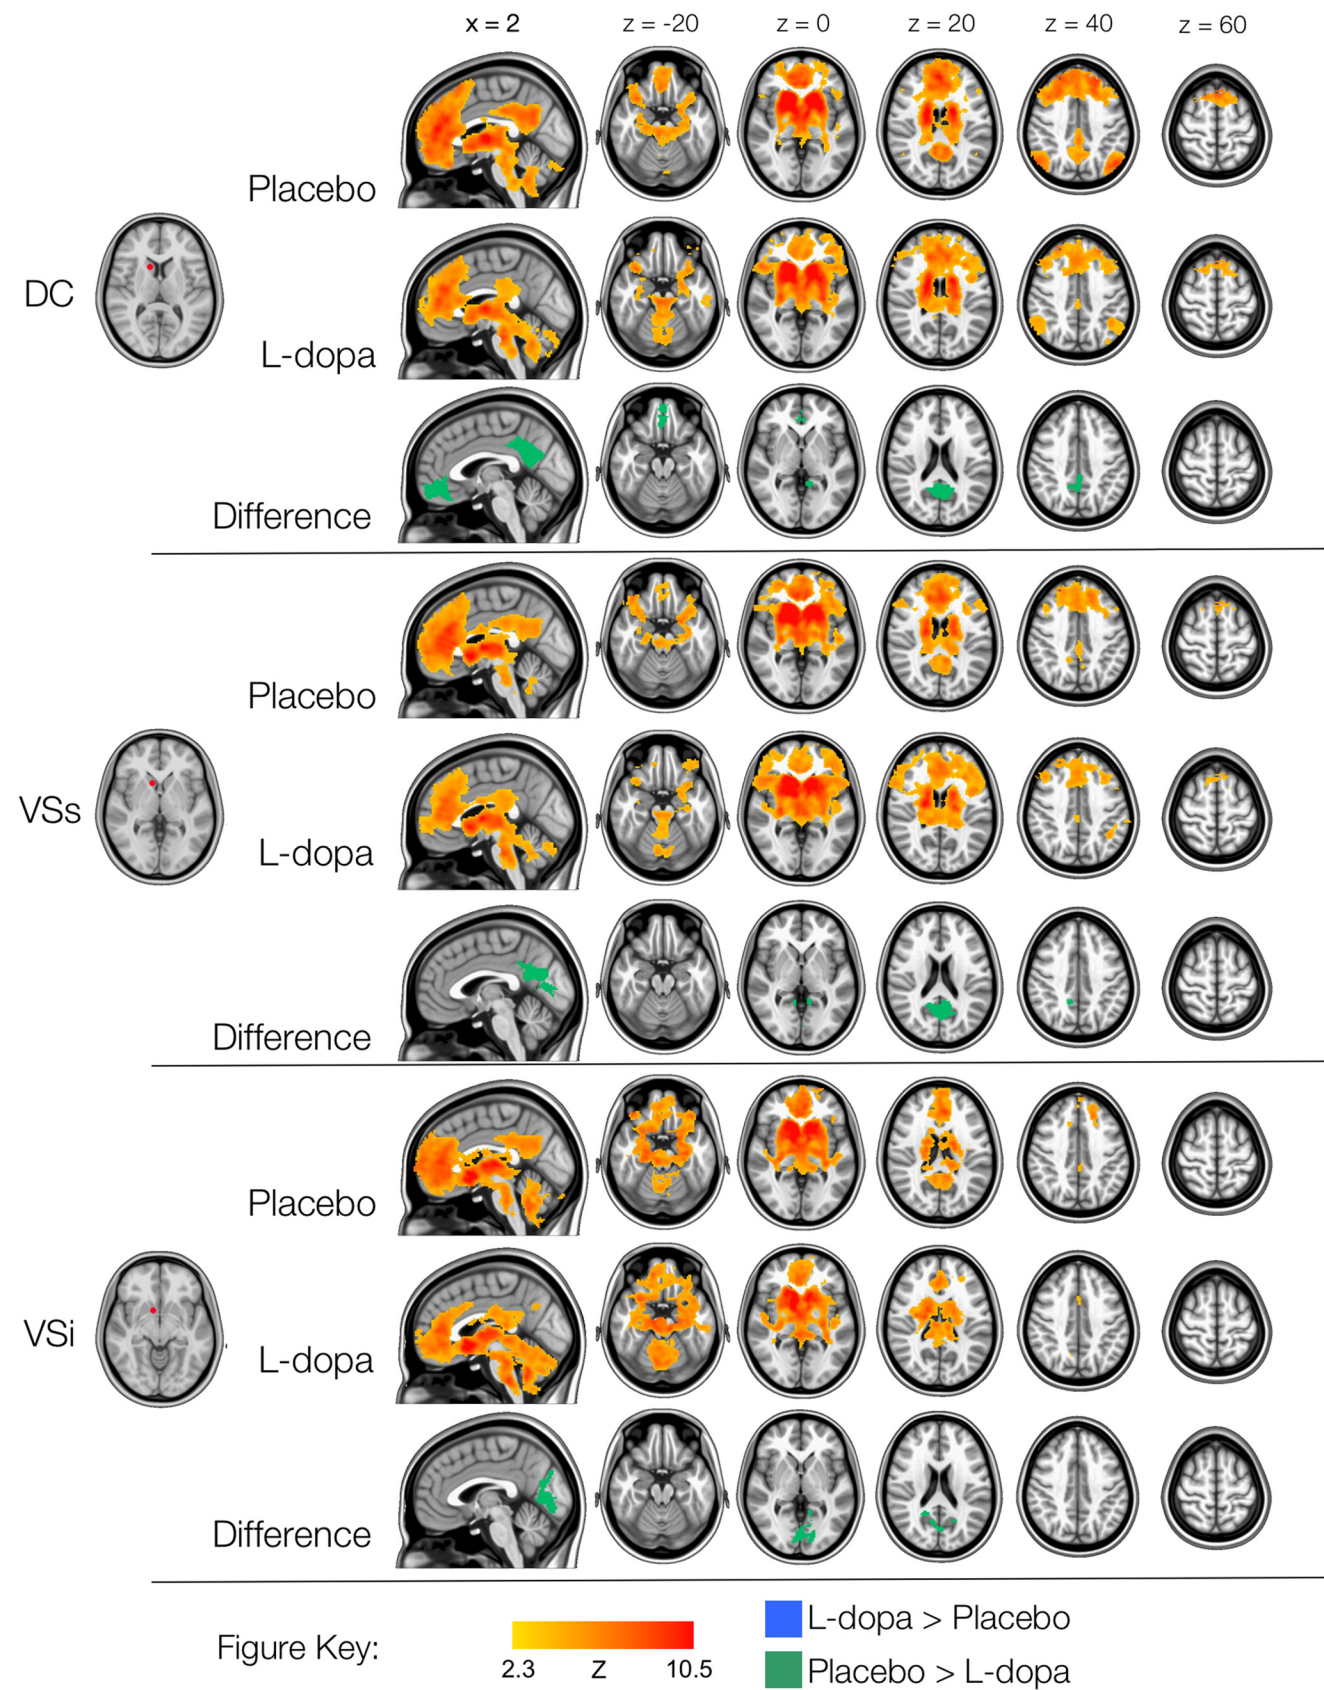 x = 2 z = -20 z = 0 z = 20 z = 40 z = 60
Placebo
DC
L-dopa
Difference
Placebo
VSs
L-dopa
Difference
Placebo
VSi
L-dopa
Difference
Figure Key:
2.3 Z 10.5
L-dopa > Placebo
Placebo > L-dopa